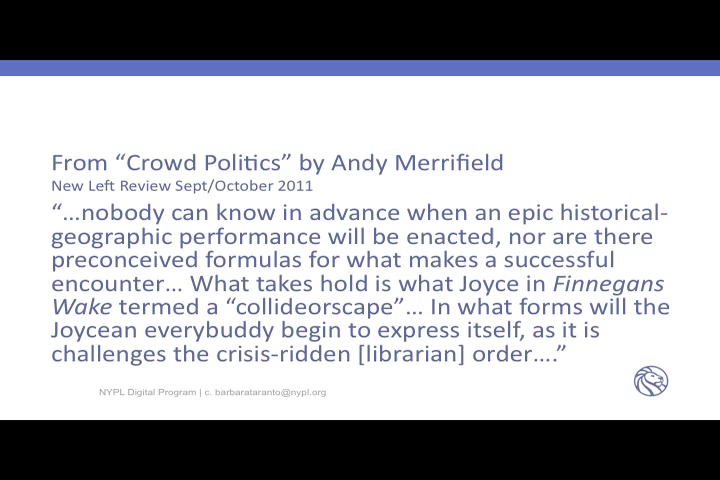 From “Crowd Politics” by Andy Merrifield
New Left Review Sept/October 2011
“…nobody can know in advance when an epic historical-
geographic performance will be enacted, nor are there
preconceived formulas for what makes a successful
encounter… What takes hold is what Joyce in Finnegans
Wake termed a “collideorscape”… In what forms will the
Joycean everybuddy begin to express itself, as it is
challenges the crisis-ridden [librarian] order….”
NYPL Digital Program | c. barbarataranto@nypl.org